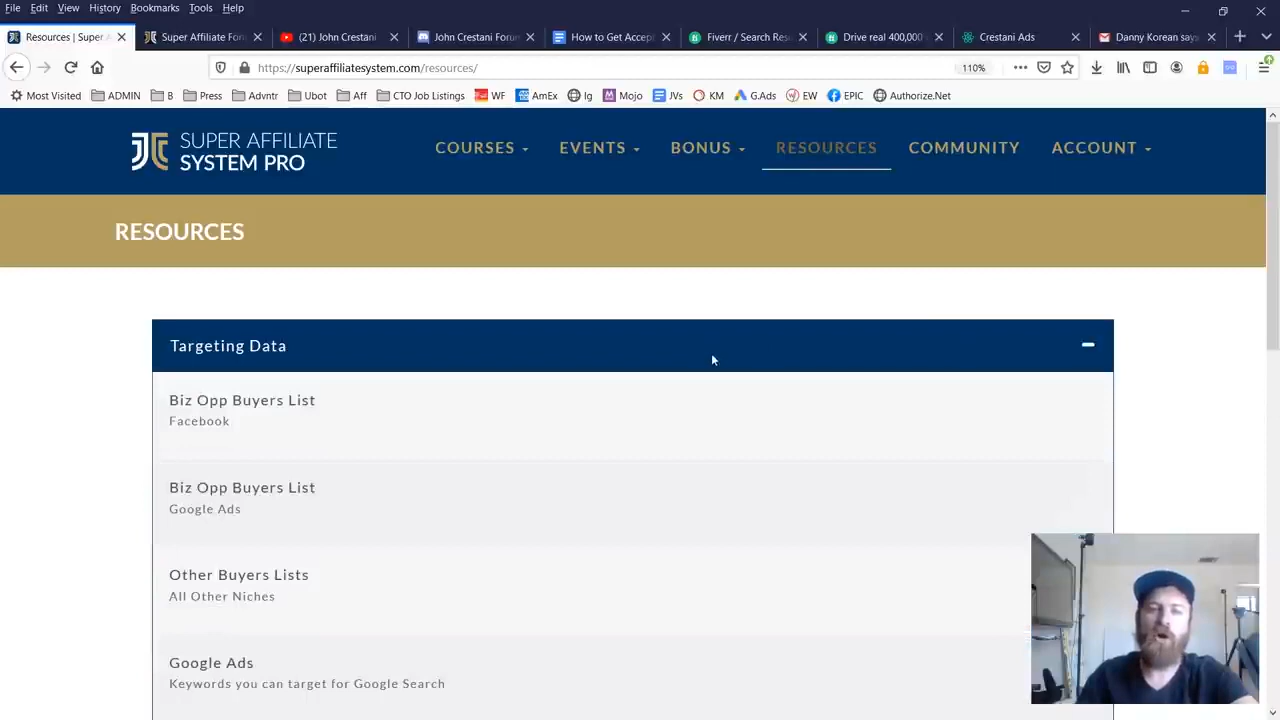 File Edit View History Bookmarks Tools Help
Resources | Super A
Super Affiliate For
(21) John Crestani
John Crestani Foru
How to Get Accep
Fiverr / Search Res
Drive real 400,000
Crestani Ads
Danny Korean says
https://superaffiliatesystem.com/resources/
110%
Most Visited ADMIN B Press Advntr Ubot Aff CTO Job Listings WF AmEx Ig Mojo JVs KM G.Ads EW EPIC Authorize.Net
SUPER AFFILIATE
SYSTEM PRO
COURSES EVENTS BONUS RESOURCES COMMUNITY ACCOUNT
RESOURCES
Targeting Data
Biz Opp Buyers List
Facebook
Biz Opp Buyers List
Google Ads
Other Buyers Lists
All Other Niches
Google Ads
Keywords you can target for Google Search